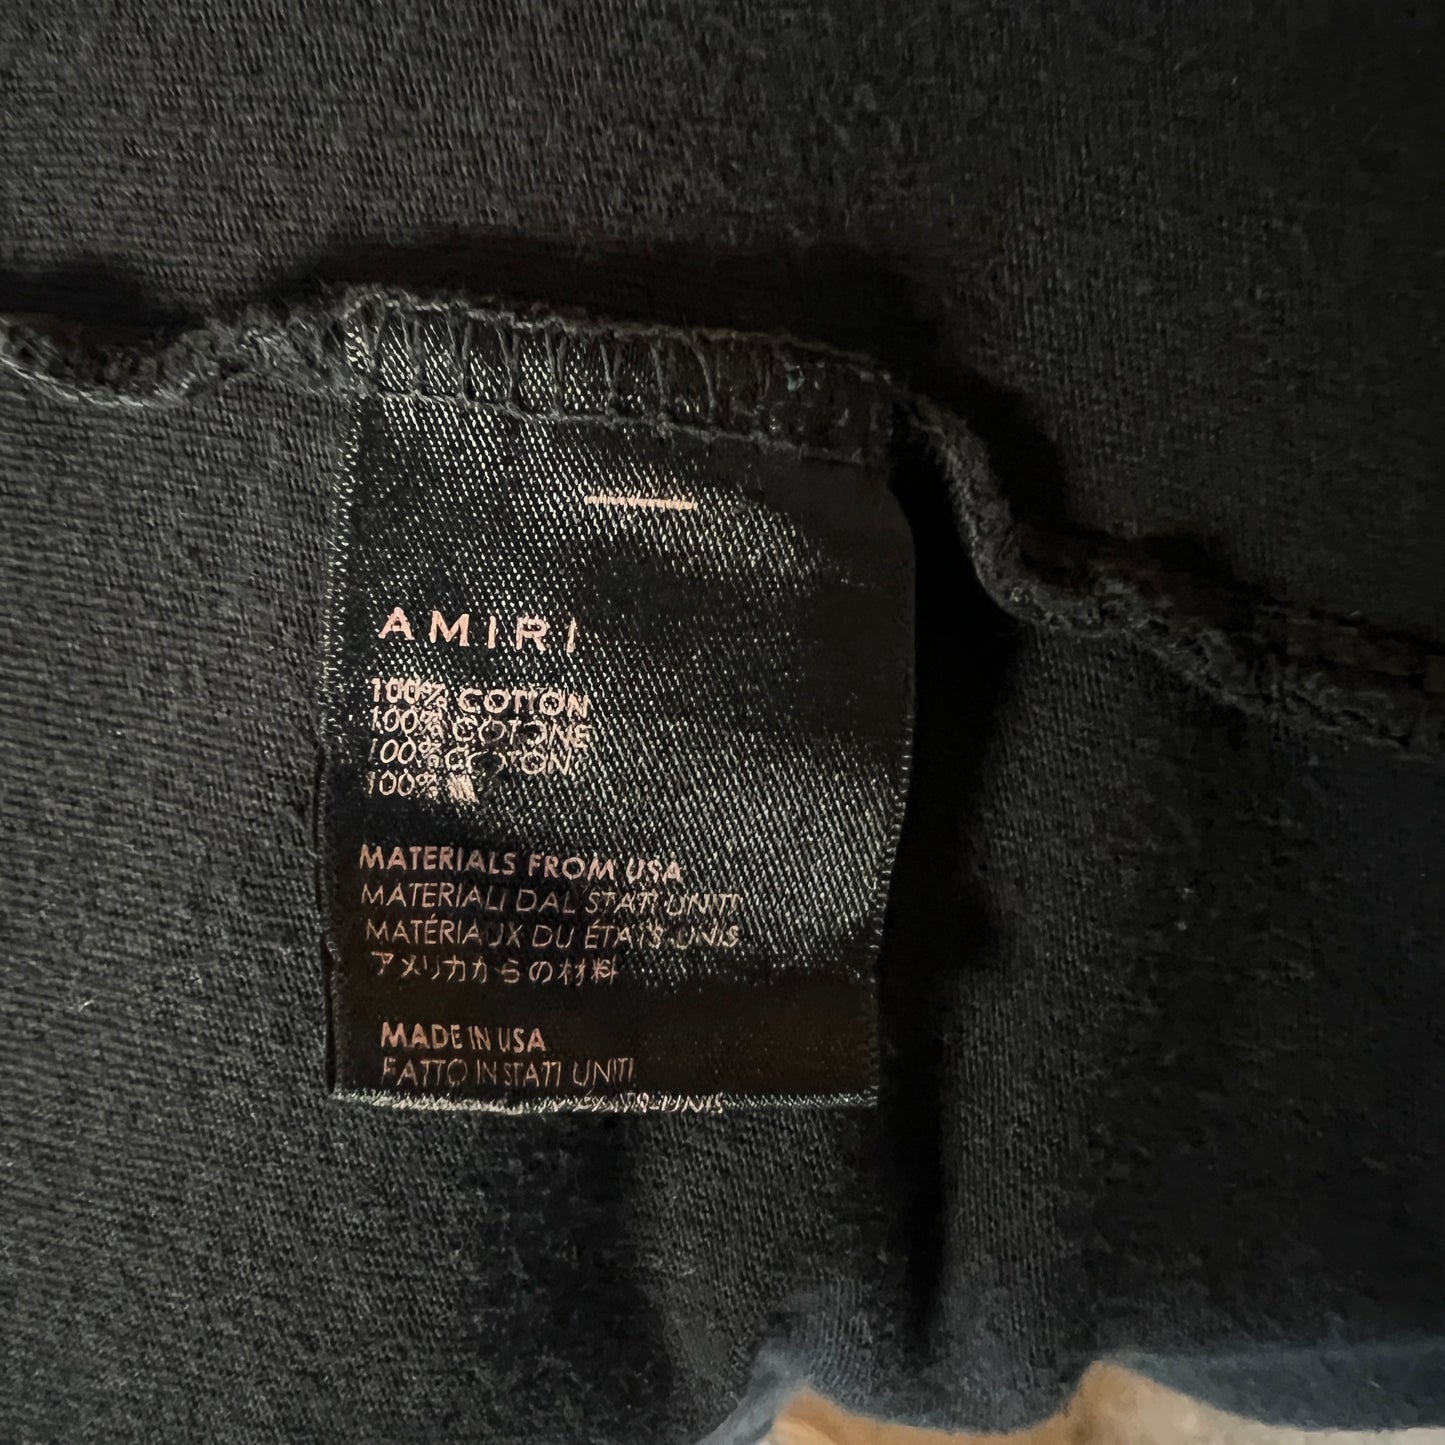 AMIRI
100% COTTON
100% COTONE
100% COTON
100%
MATERIALS FROM USA
MATERIALI DAL STATI UNITI
MATÉRIAUX DU ÉTATS-UNIS
アメリカからの材料
MADE IN USA
FATTO IN STATI UNITI